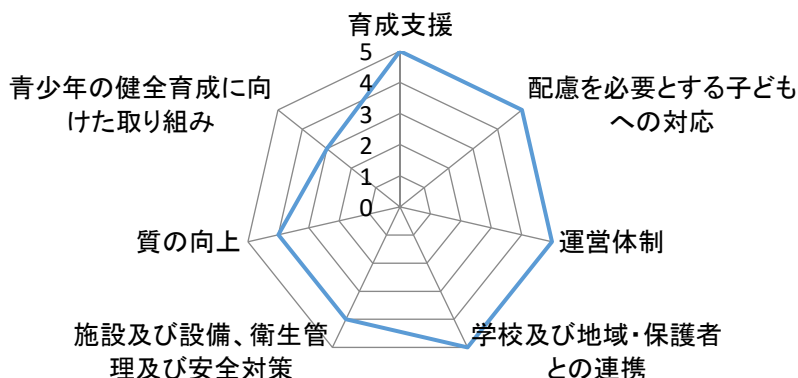 育成支援
5
4
3
2
1
0
配慮を必要とする子ども
への対応
運営体制
学校及び地域・保護者
との連携
施設及び設備、衛生管
理及び安全対策
質の向上
青少年の健全育成に向
けた取り組み